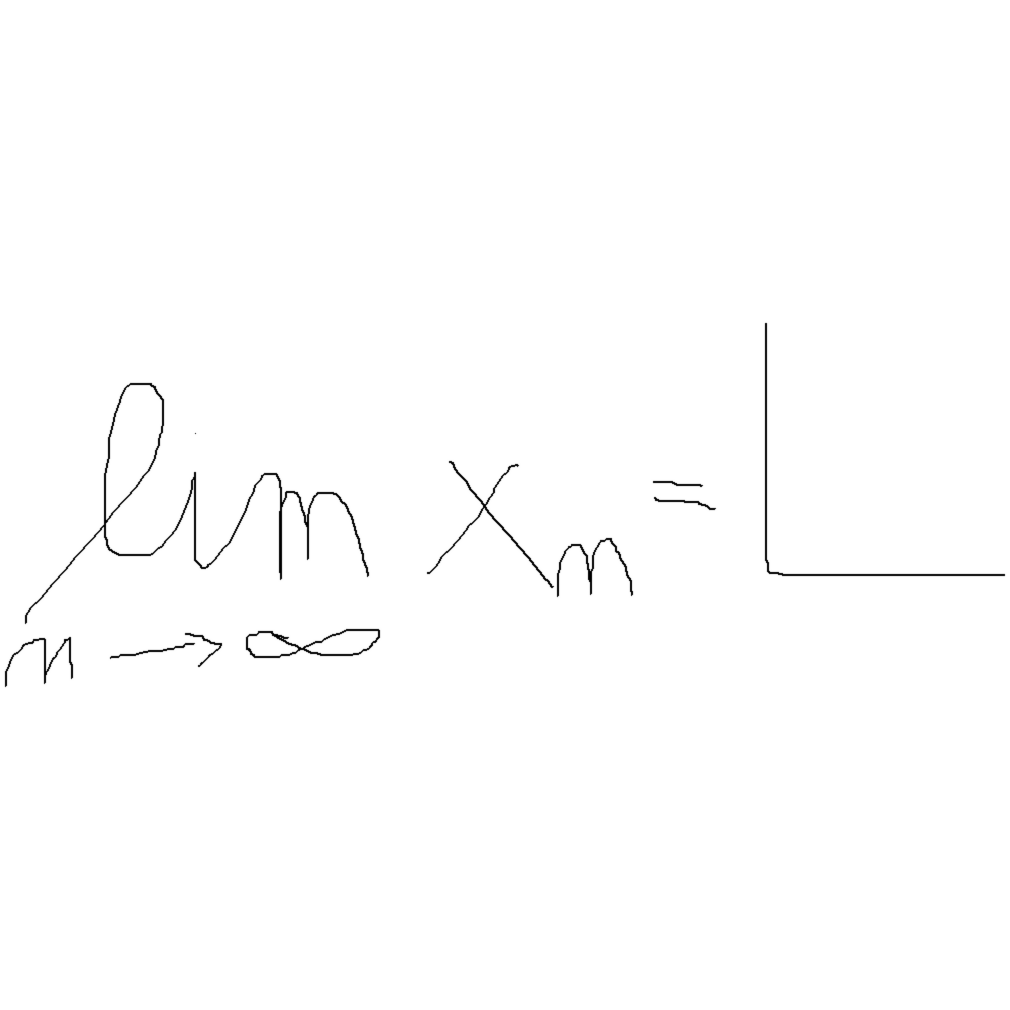 lim xₙ = L
n → ∞